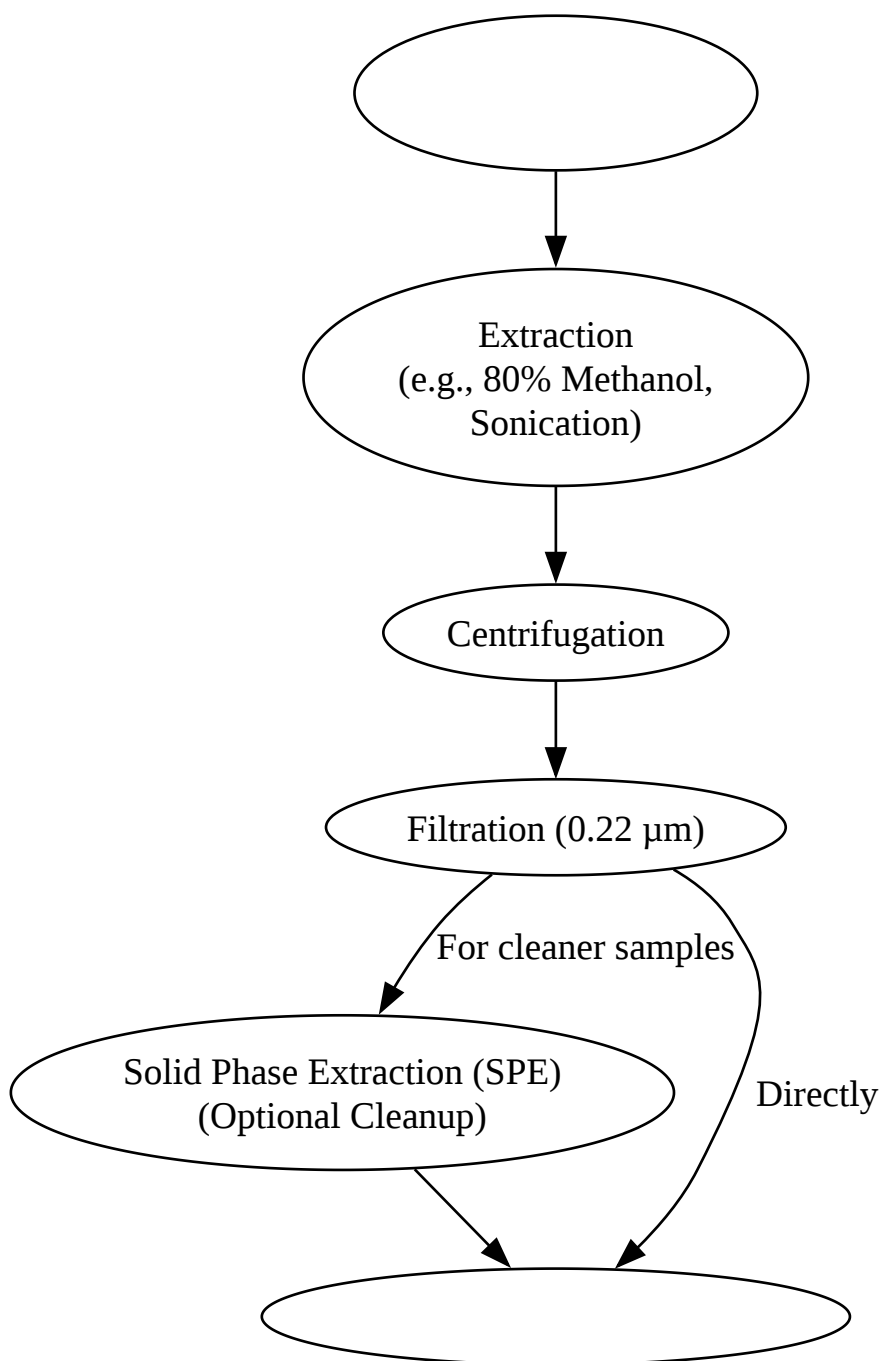 Extraction
(e.g., 80% Methanol,
Sonication)
Centrifugation
Filtration (0.22 µm)
For cleaner samples
Solid Phase Extraction (SPE)
(Optional Cleanup)
Directly